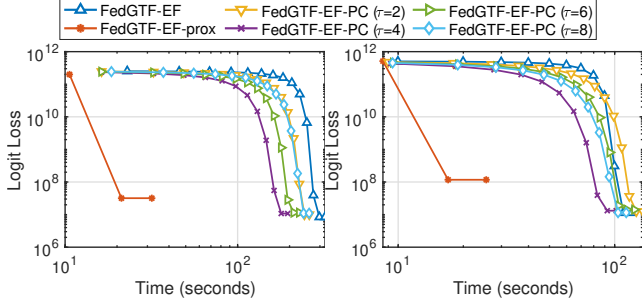 FedGTF-EF FedGTF-EF-PC (τ=2) FedGTF-EF-PC (τ=6)
FedGTF-EF-prox FedGTF-EF-PC (τ=4) FedGTF-EF-PC (τ=8)
10^12 10^12
10^10 10^10
10^8 10^8
10^6 10^6
Logit Loss Logit Loss
10^1 10^2 10^1 10^2
Time (seconds) Time (seconds)